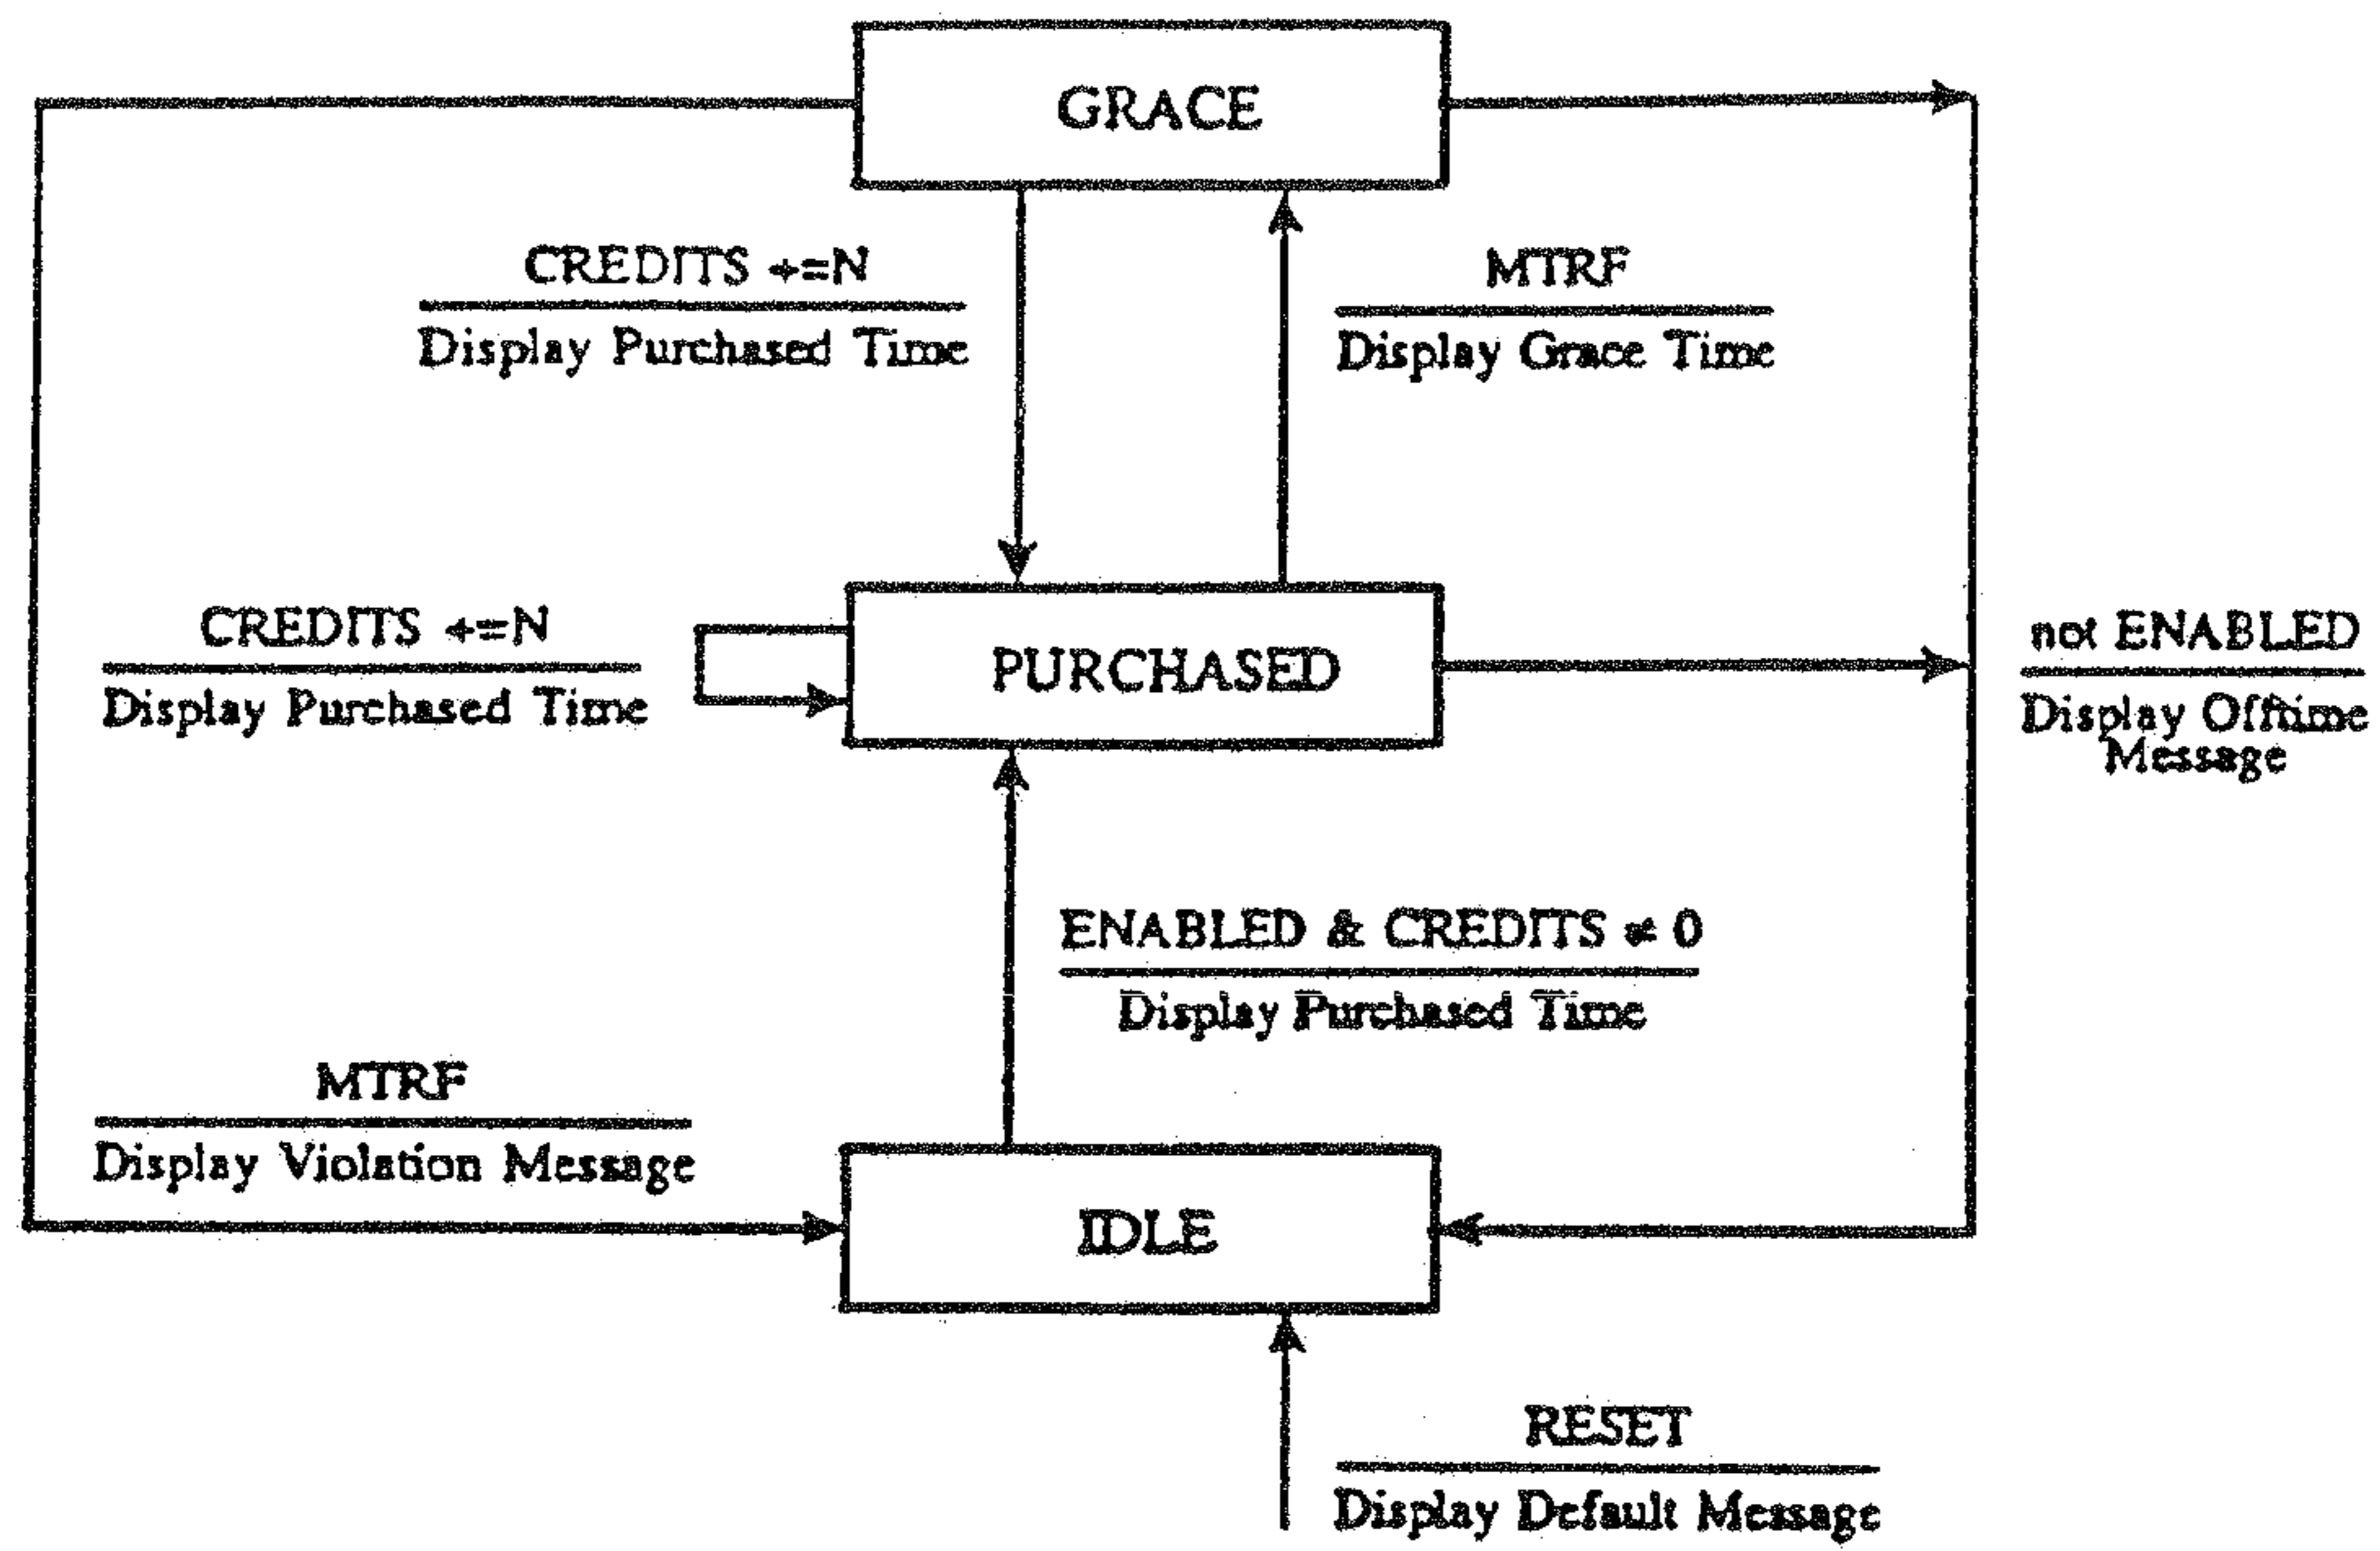 GRACE
CREDITS +=N
Display Purchased Time
MTRF
Display Grace Time
CREDITS +=N
Display Purchased Time
PURCHASED
not ENABLED
Display Offtime
Message
ENABLED & CREDITS ≠ 0
Display Purchased Time
MTRF
Display Violation Message
IDLE
RESET
Display Default Message